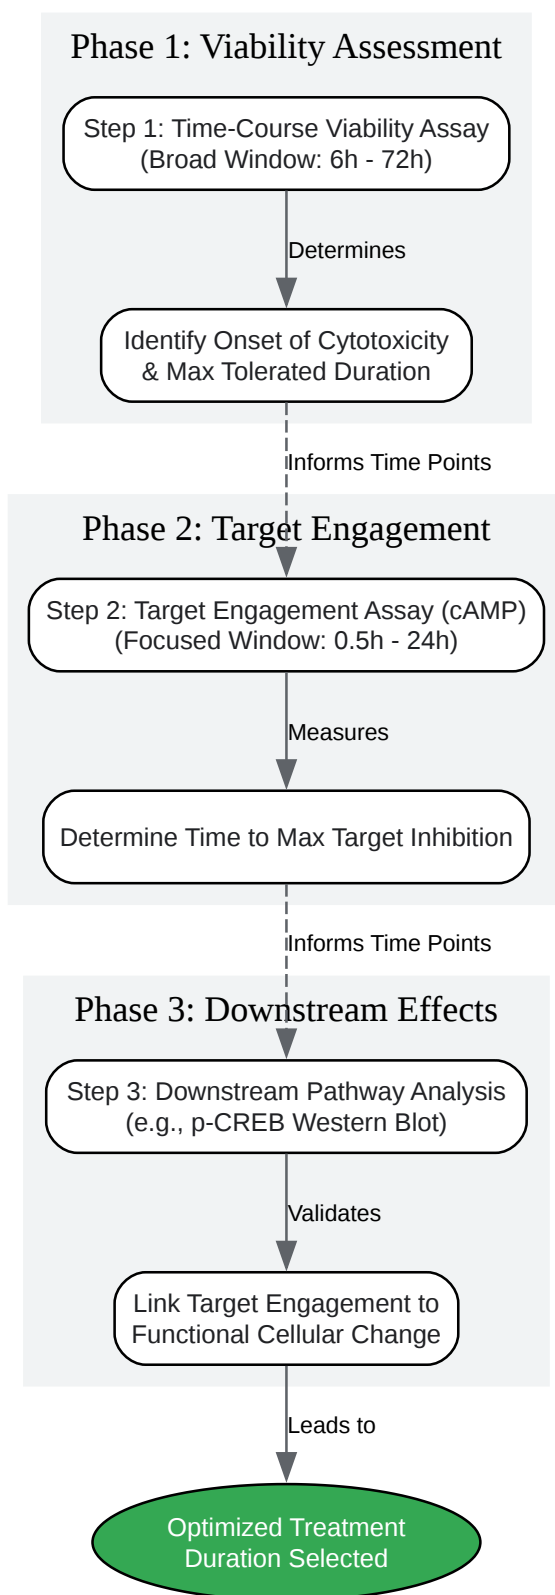 Phase 1: Viability Assessment
Step 1: Time-Course Viability Assay
(Broad Window: 6h - 72h)
Determines
Identify Onset of Cytotoxicity
& Max Tolerated Duration
Informs Time Points
Phase 2: Target Engagement
Step 2: Target Engagement Assay (cAMP)
(Focused Window: 0.5h - 24h)
Measures
Determine Time to Max Target Inhibition
Informs Time Points
Phase 3: Downstream Effects
Step 3: Downstream Pathway Analysis
(e.g., p-CREB Western Blot)
Validates
Link Target Engagement to
Functional Cellular Change
Leads to
Optimized Treatment
Duration Selected